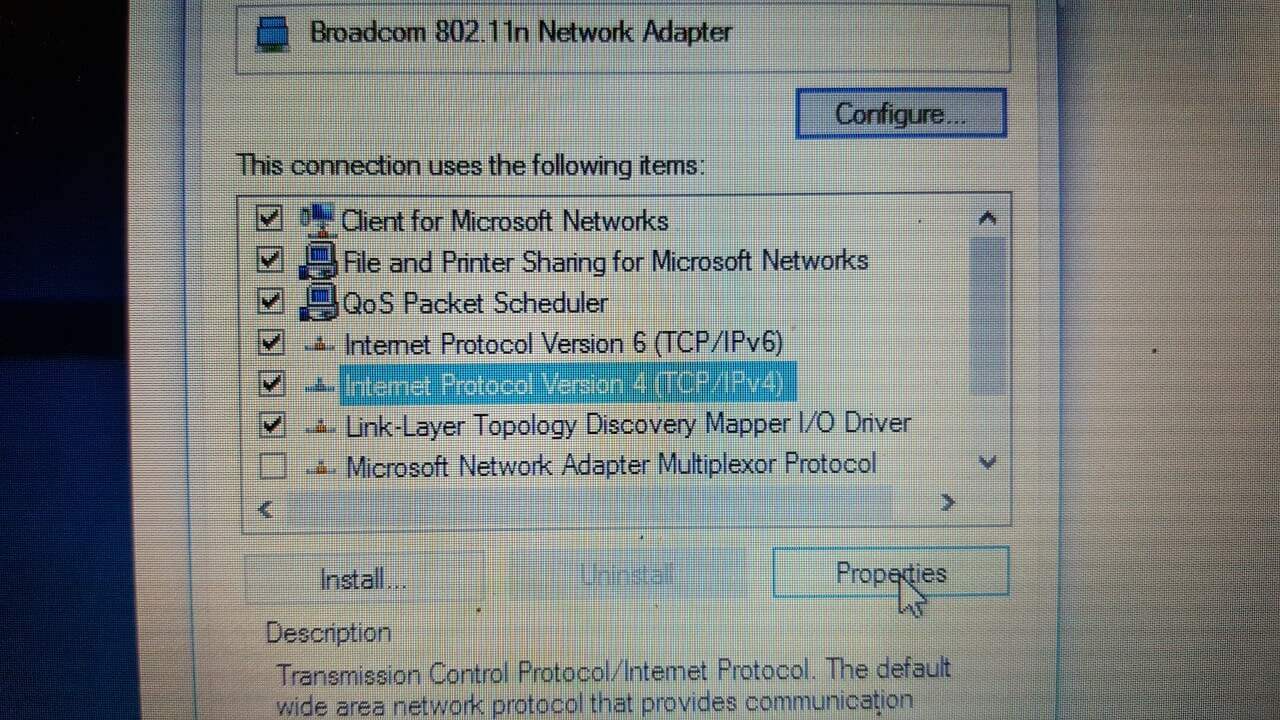 Broadcom 802.11n Network Adapter
Configure...
This connection uses the following items:
Client for Microsoft Networks
File and Printer Sharing for Microsoft Networks
QoS Packet Scheduler
Internet Protocol Version 6 (TCP/IPv6)
Internet Protocol Version 4 (TCP/IPv4)
Link-Layer Topology Discovery Mapper I/O Driver
Microsoft Network Adapter Multiplexor Protocol
Install...
Uninstall
Properties
Description
Transmission Control Protocol/Internet Protocol. The default
wide area network protocol that provides communication